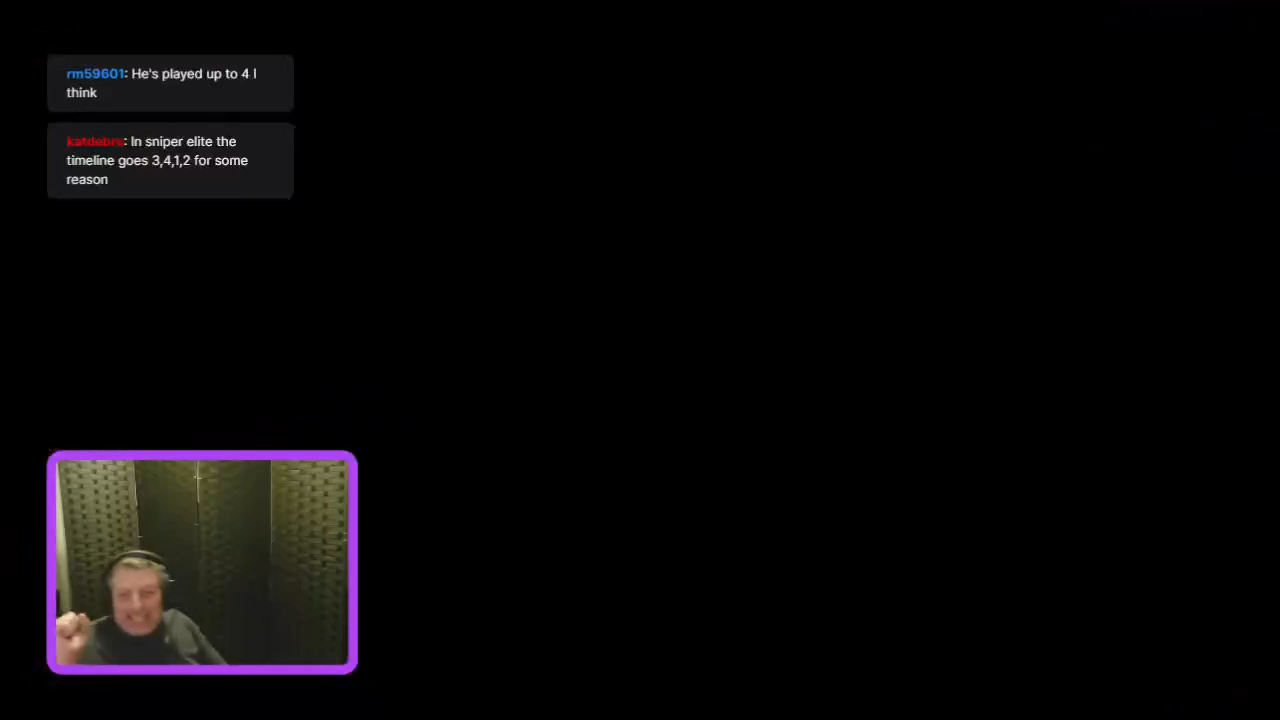 rm59601: He's played up to 4 I
think
katdebro: In sniper elite the
timeline goes 3,4,1,2 for some
reason